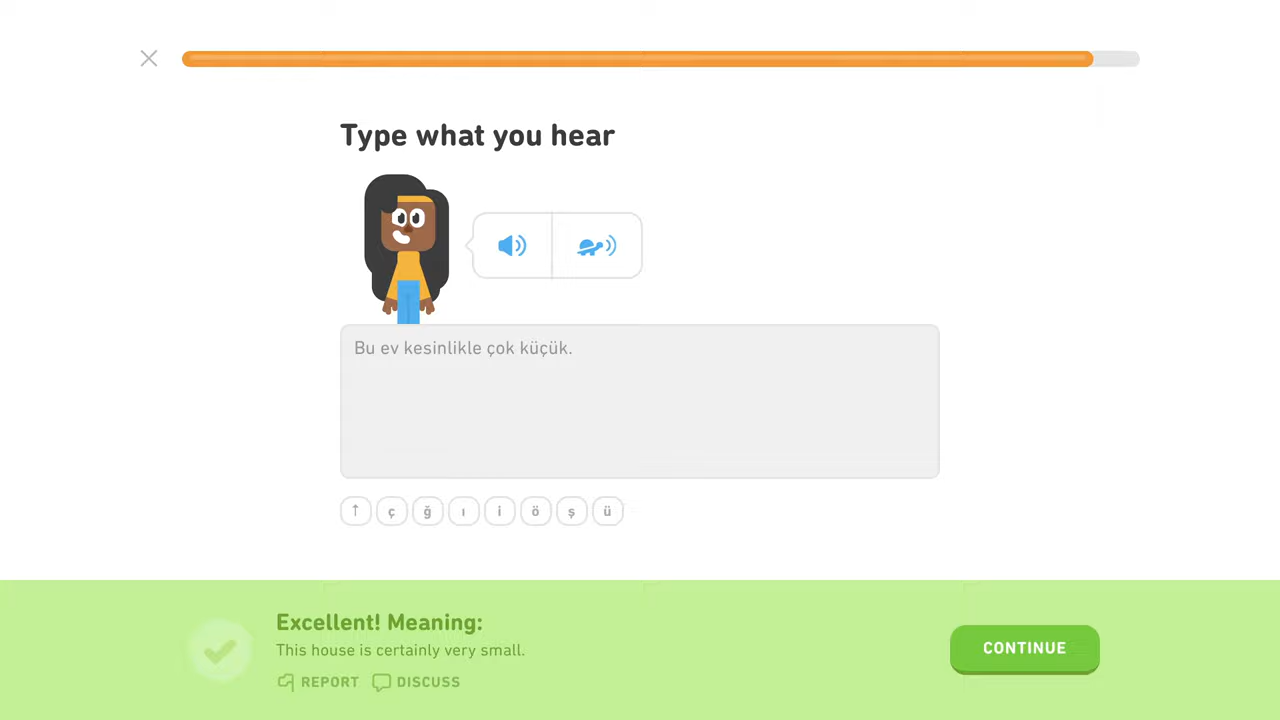 Type what you hear
Bu ev kesinlikle çok küçük.
↑ ç ğ ı i ö ş ü
Excellent! Meaning:
This house is certainly very small.
REPORT DISCUSS
CONTINUE